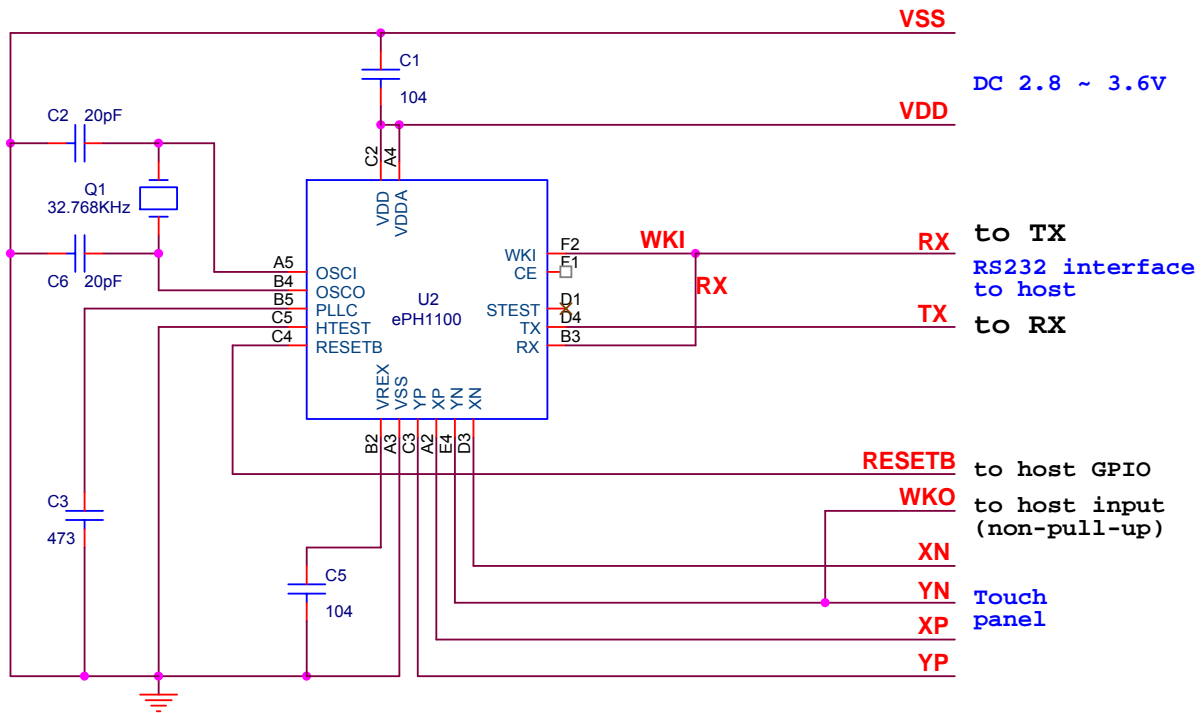 VSS
C1
104
DC 2.8 ~ 3.6V
VDD
C2 20pF
C2
A4
Q1
32.768KHz
VDD
VDDA
C6 20pF
A5
OSCI
B4
OSCO
B5
PLLC
C5
HTEST
C4
RESETB
U2
ePH1100
WKI
F2
CE
F1
STEST
D1
TX
D4
RX
B3
WKI
RX
RX
to TX
RS232 interface
to host
TX
to RX
VREX
VSS
YP
XP
YN
XN
B2
A3
C3
A2
E4
D3
RESETB
to host GPIO
WKO
to host input
(non-pull-up)
C3
473
C5
104
XN
YN
Touch
panel
XP
YP